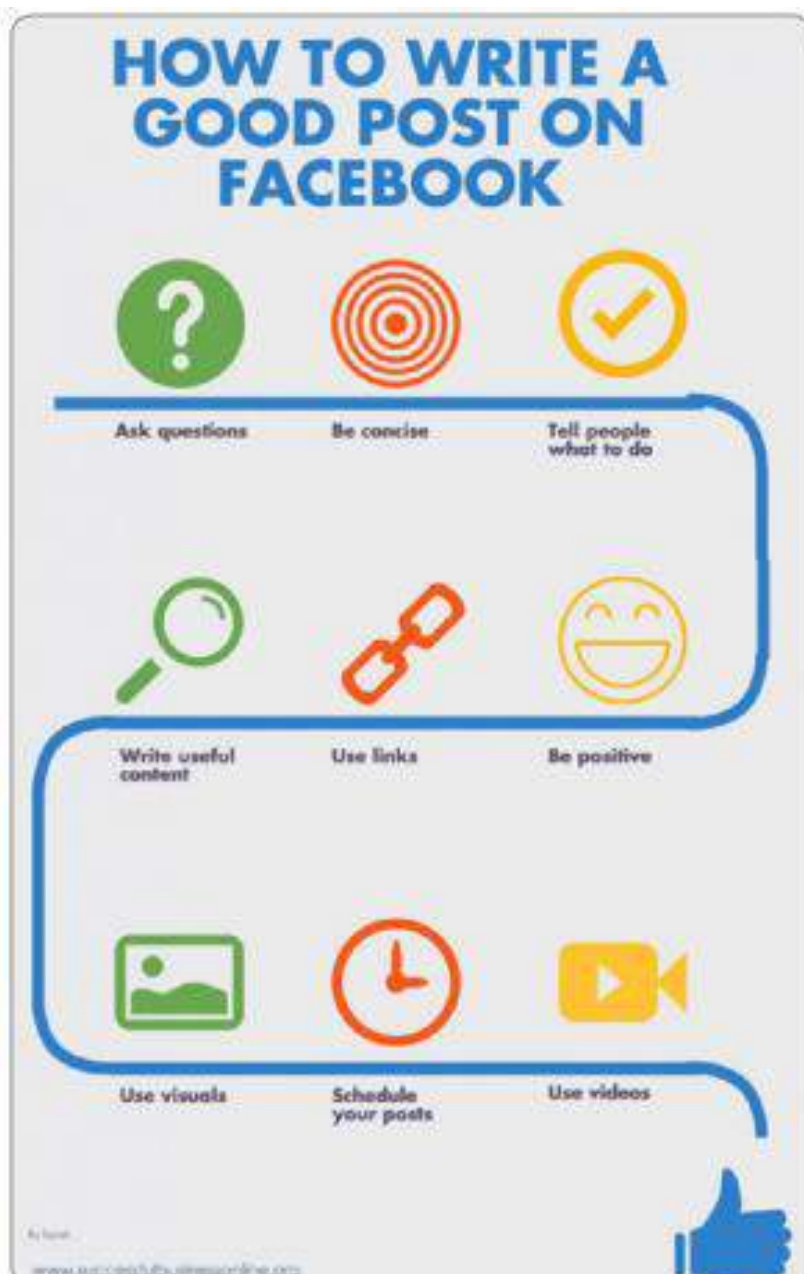 HOW TO WRITE A
GOOD POST ON
FACEBOOK
Ask questions
Be concise
Tell people
what to do
Write useful
content
Use links
Be positive
Use visuals
Schedule
your posts
Use videos